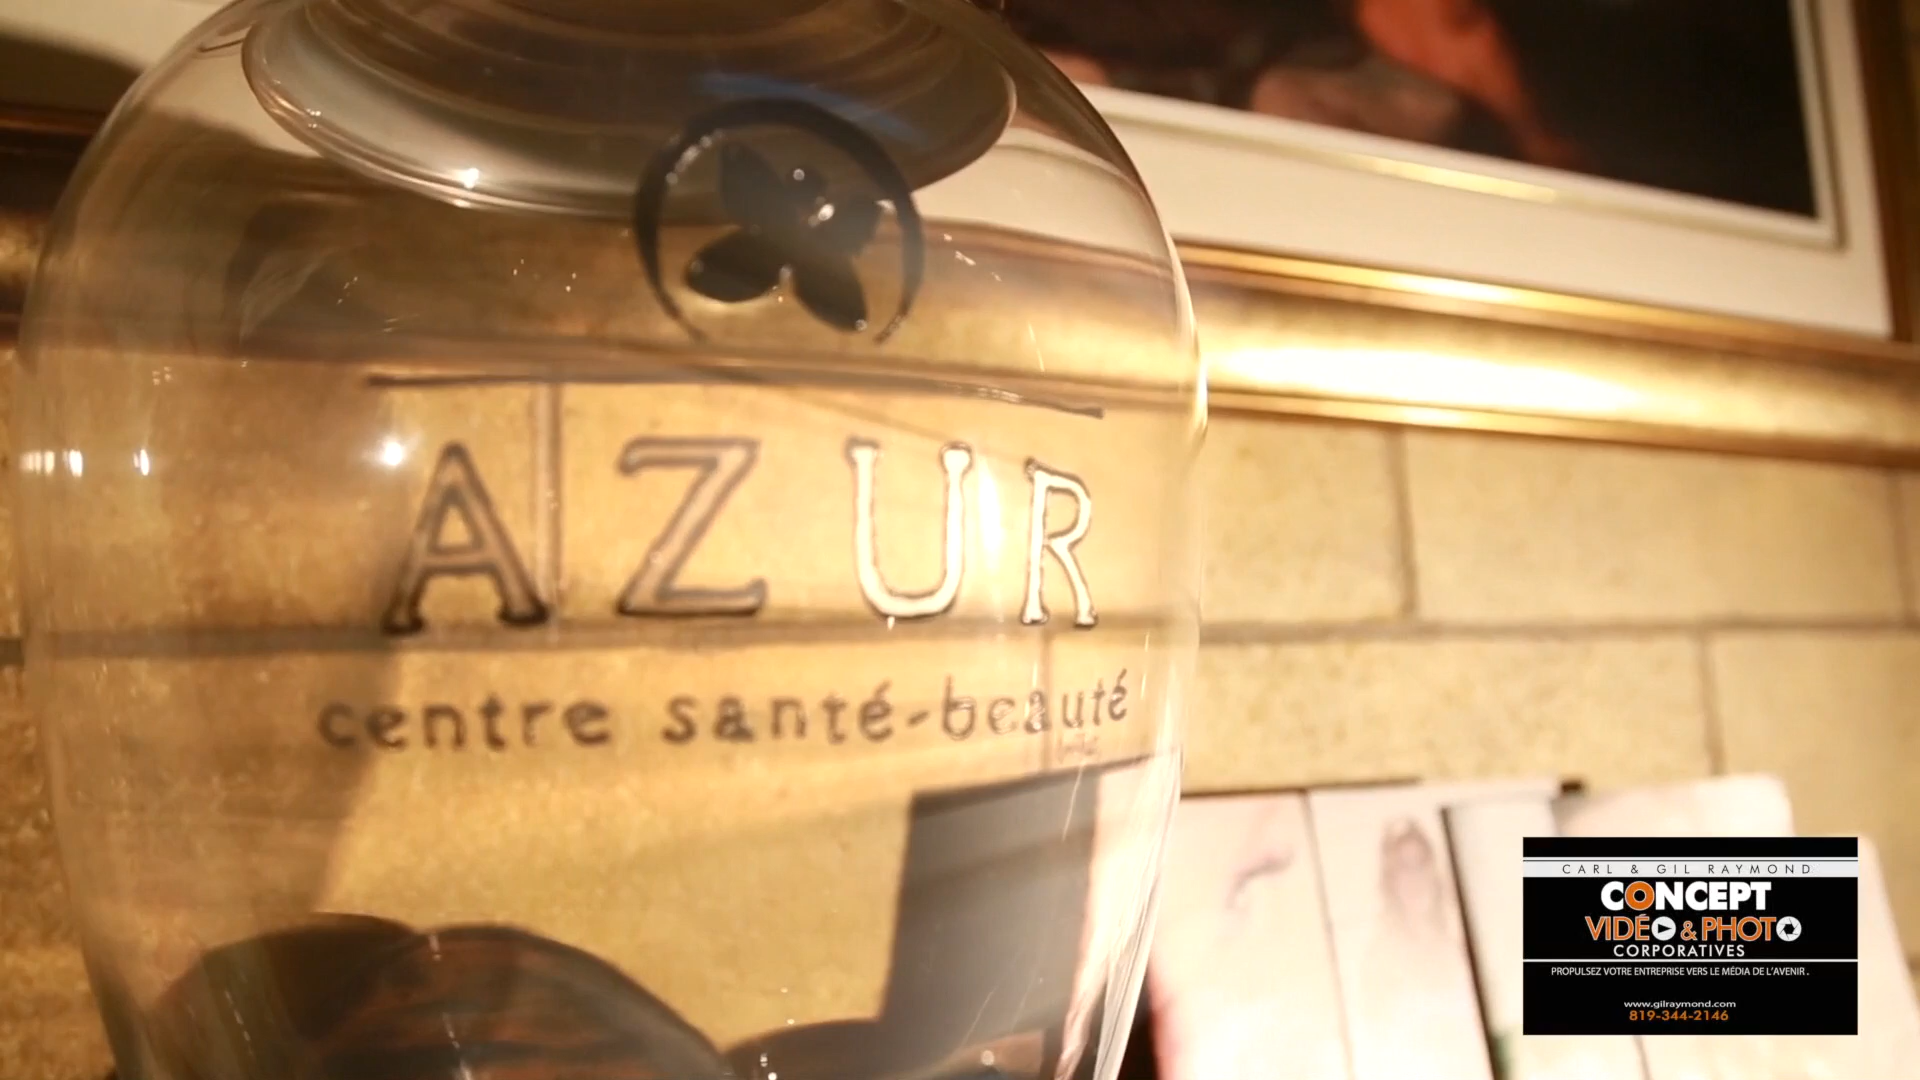 AZUR
centre santé-beauté
CARL & GIL RAYMOND
CONCEPT
VIDÉO & PHOTO
CORPORATIVES
PROPULSEZ VOTRE ENTREPRISE VERS LE MÉDIA DE L'AVENIR.
www.gilraymond.com
819-344-2146